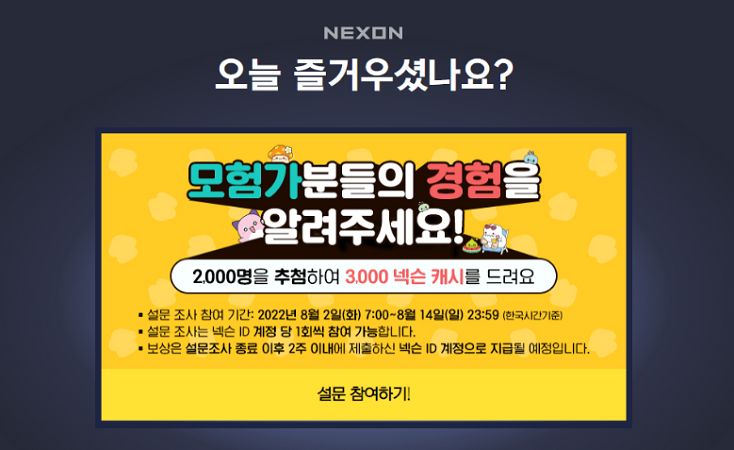 NEXON
오늘 즐거우셨나요?
모험가분들의 경험을
알려주세요!
2,000명을 추첨하여 3,000 넥슨 캐시를 드려요
▪ 설문 조사 참여 기간: 2022년 8월 2일(화) 7:00~8월 14일(일) 23:59 (한국시간기준)
▪ 설문 조사는 넥슨 ID 계정 당 1회씩 참여 가능합니다.
▪ 보상은 설문조사 종료 이후 2주 이내에 제출하신 넥슨 ID 계정으로 지급될 예정입니다.
설문 참여하기!